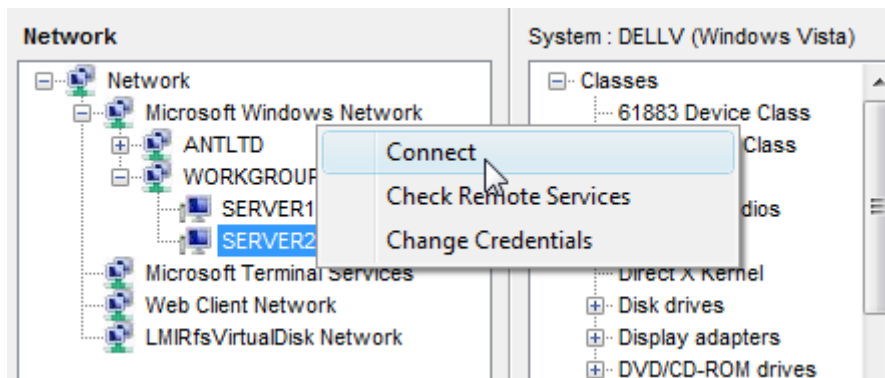 Network
Network
Microsoft Windows Network
ANTLTD
WORKGROUP
SERVER1
SERVER2
Microsoft Terminal Services
Web Client Network
LMIRfsVirtualDisk Network
Connect
Check Remote Services
Change Credentials
System : DELLV (Windows Vista)
Classes
61883 Device Class
Class
dios
Direct X Kernel
Disk drives
Display adapters
DVD/CD-ROM drives